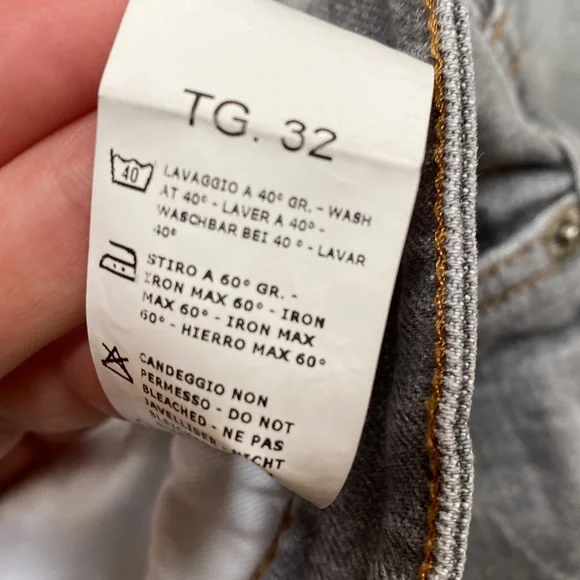 TG. 32
40
LAVAGGIO A 40° GR. - WASH
AT 40° - LAVER A 40° -
WASCHBAR BEI 40° - LAVAR
40°
STIRO A 60° GR. -
IRON MAX 60° - IRON
MAX 60° - IRON MAX
60° - HIERRO MAX 60°
CANDEGGIO NON
PERMESSO - DO NOT
BLEACHED - NE PAS
JAVELLISER - NICHT